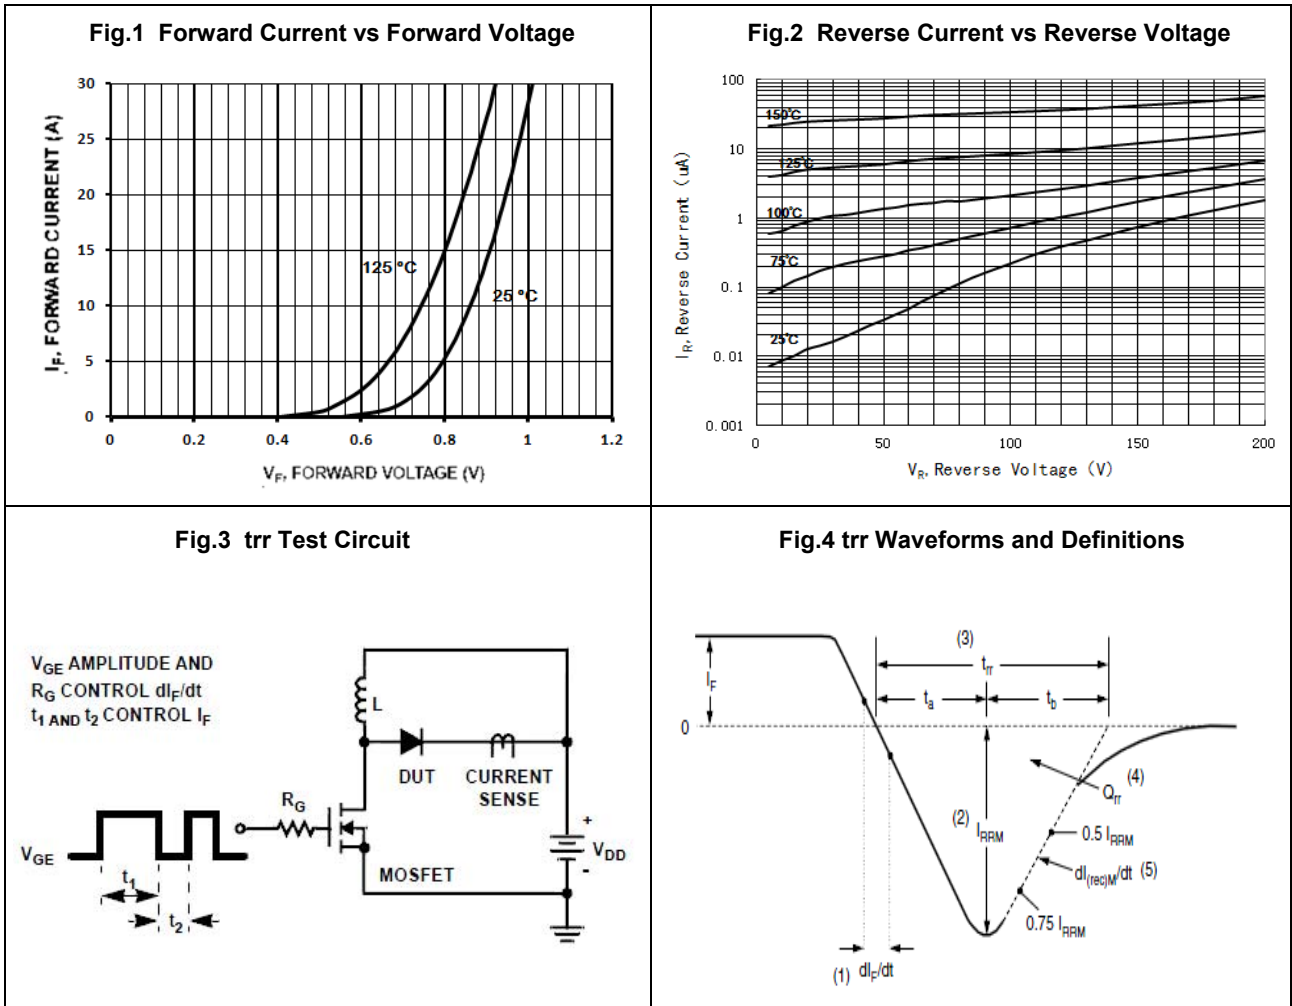 Fig.1 Forward Current vs Forward Voltage
30
25
20
15
10
5
0
0 0.2 0.4 0.6 0.8 1 1.2
125 °C
25 °C
IF, FORWARD CURRENT (A)
VF, FORWARD VOLTAGE (V)
Fig.2 Reverse Current vs Reverse Voltage
100
10
1
0.1
0.01
0.001
0 50 100 150 200
150℃
125℃
100℃
75℃
25℃
IR, Reverse Current (uA)
VR, Reverse Voltage (V)
Fig.3 trr Test Circuit
VGE AMPLITUDE AND
RG CONTROL dIF/dt
t1 AND t2 CONTROL IF
L
DUT
CURRENT
SENSE
RG
+
VDD
-
VGE
MOSFET
t1
t2
Fig.4 trr Waveforms and Definitions
(3)
trr
IF
ta tb
0
(4)
Qrr
(2) IRRM
0.5 IRRM
dI(rec)M/dt (5)
0.75 IRRM
(1) dIF/dt